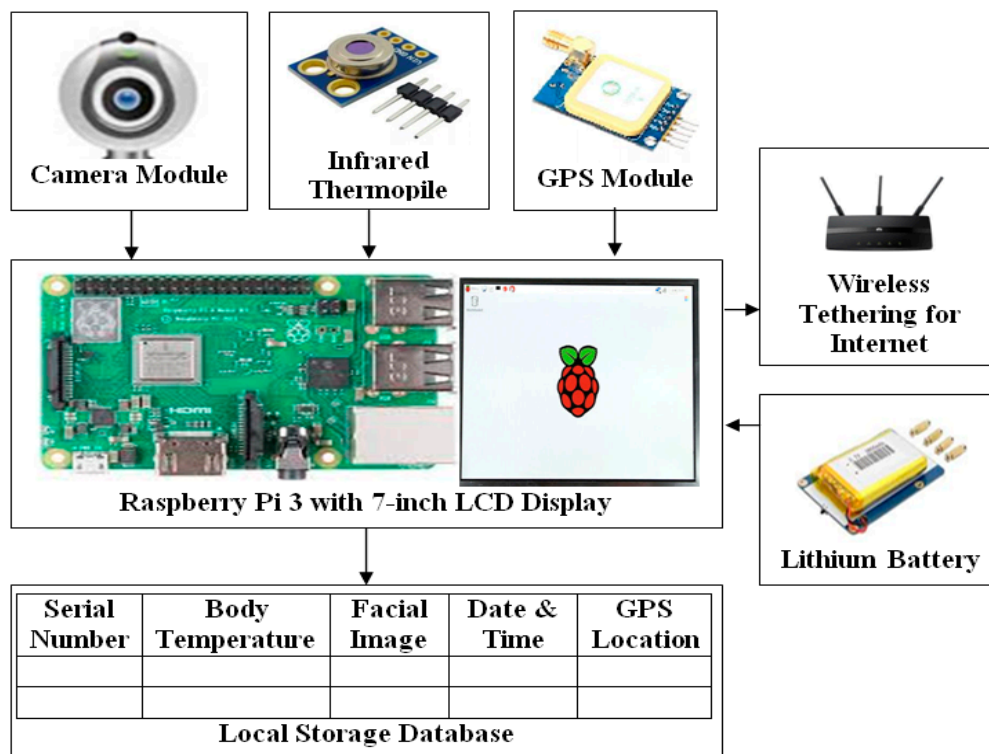 Camera Module
Infrared
Thermopile
GPS Module
Wireless
Tethering for
Internet
HDMI
Raspberry Pi 3 with 7-inch LCD Display
Lithium Battery
Serial
Number
Body
Temperature
Facial
Image
Date &
Time
GPS
Location
Local Storage Database